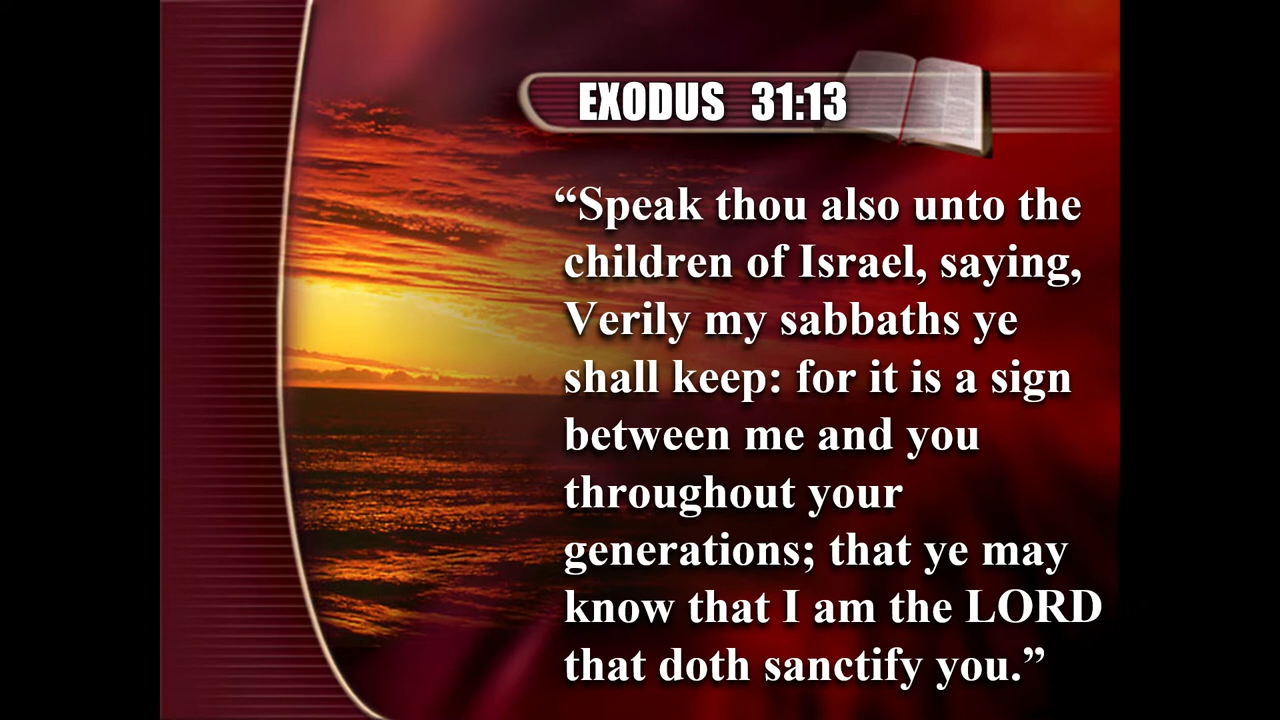 EXODUS 31:13
“Speak thou also unto the
children of Israel, saying,
Verily my sabbaths ye
shall keep: for it is a sign
between me and you
throughout your
generations; that ye may
know that I am the LORD
that doth sanctify you.”